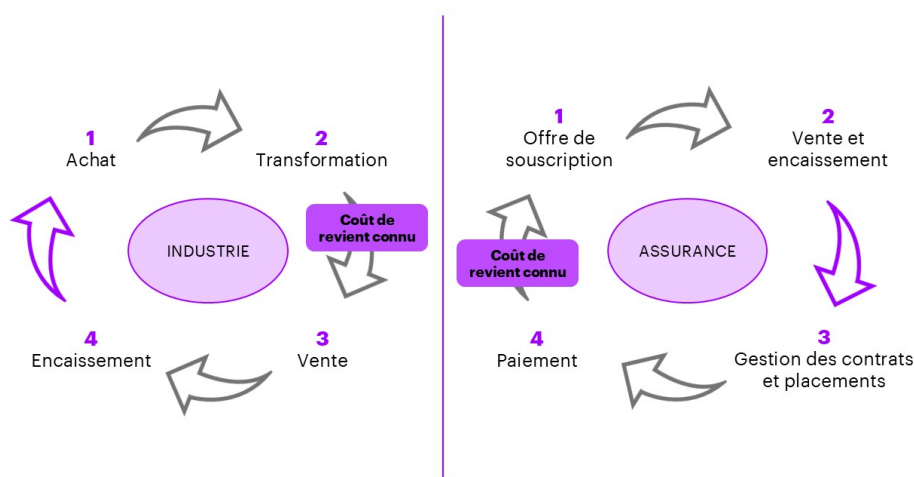 1
Achat
2
Transformation
Coût de
revient connu
INDUSTRIE
4
Encaissement
3
Vente
1
Offre de
souscription
2
Vente et
encaissement
Coût de
revient connu
ASSURANCE
4
Paiement
3
Gestion des contrats
et placements